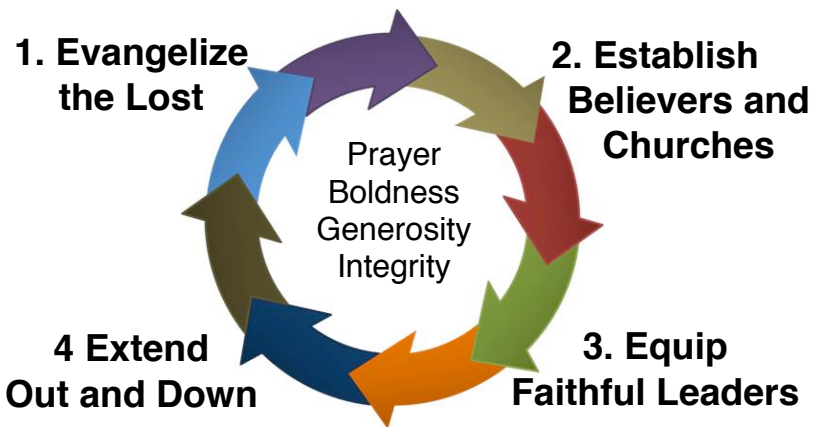 1. Evangelize
the Lost
2. Establish
Believers and
Churches
Prayer
Boldness
Generosity
Integrity
3. Equip
Faithful Leaders
4 Extend
Out and Down